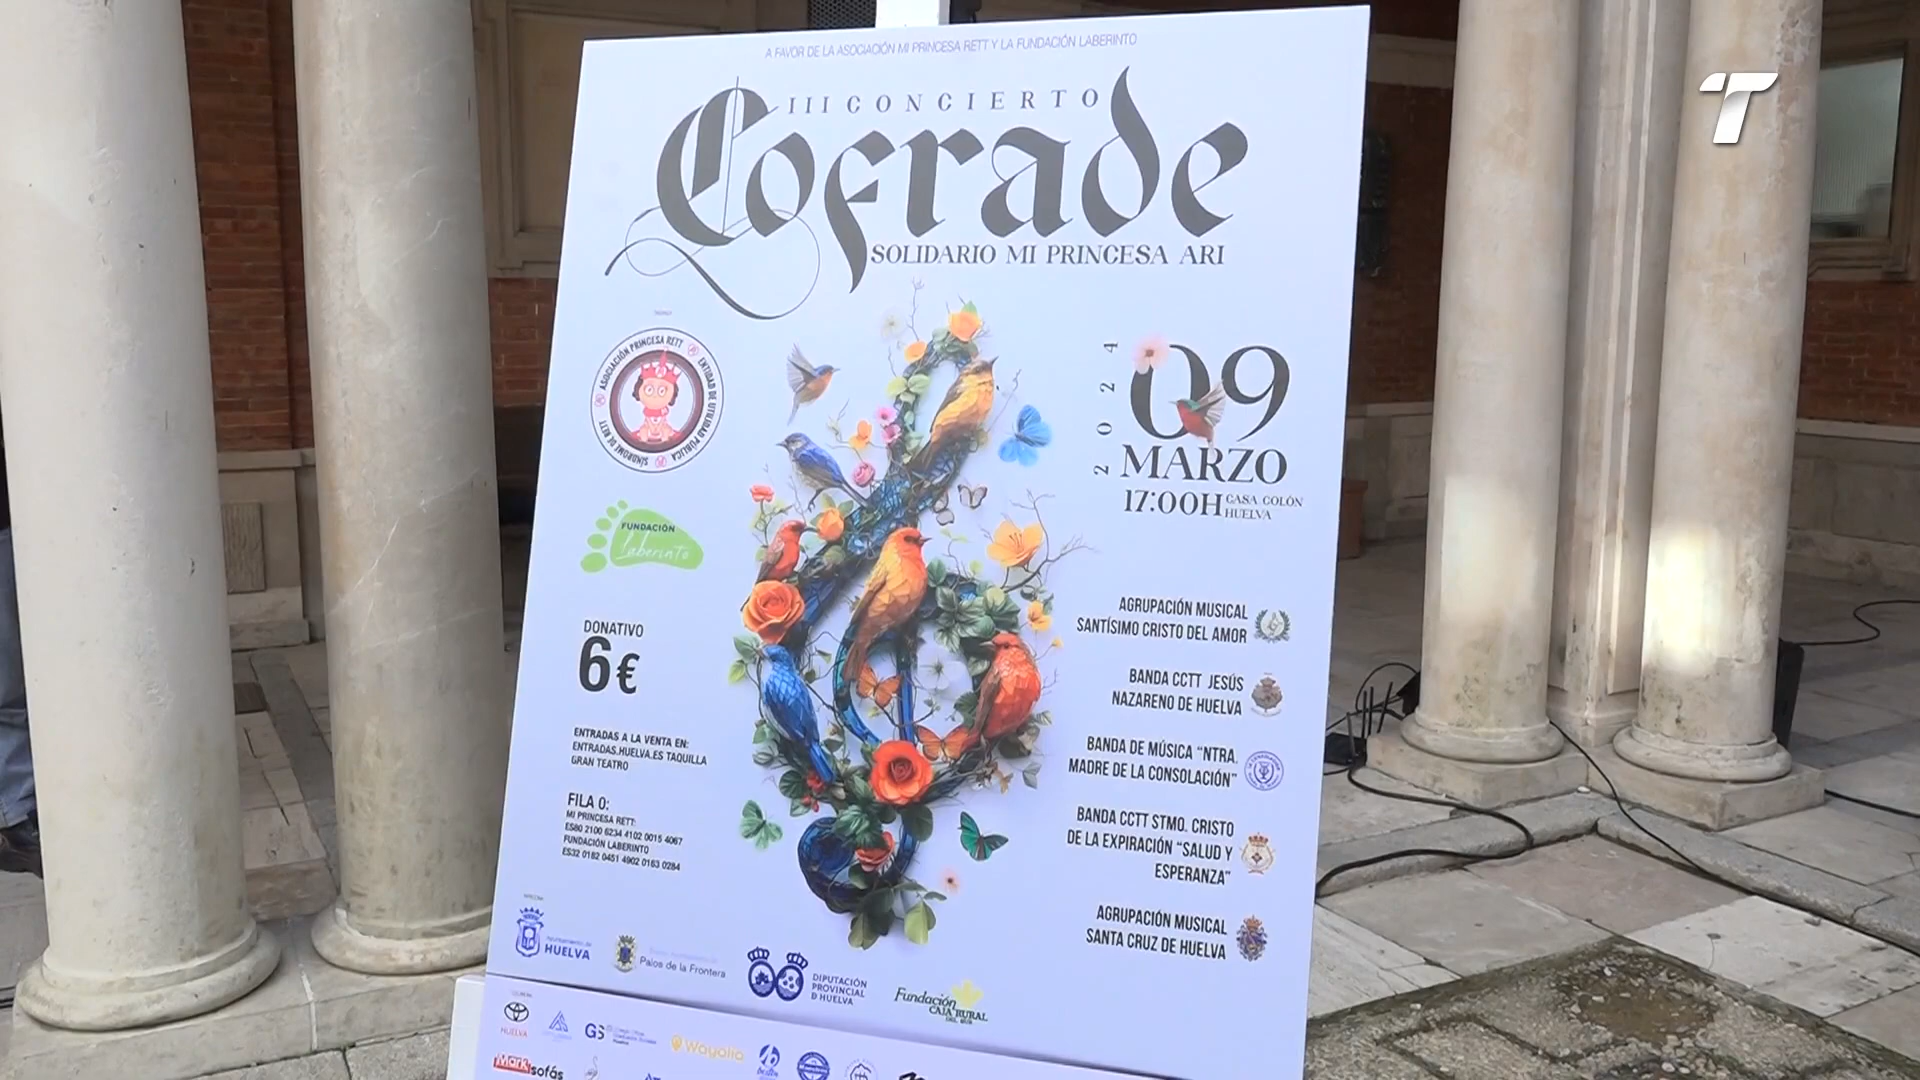 A FAVOR DE LA ASOCIACIÓN MI PRINCESA RETT Y LA FUNDACIÓN LABERINTO
III CONCIERTO
Cofrade
SOLIDARIO MI PRINCESA ARI
ASOCIACIÓN PRINCESA RETT
ENTIDAD DE UTILIDAD PÚBLICA
SÍNDROME DE RETT
2024
09
MARZO
17:00H CASA COLÓN
HUELVA
FUNDACIÓN
Laberinto
DONATIVO
6€
ENTRADAS A LA VENTA EN:
ENTRADAS.HUELVA.ES TAQUILLA
GRAN TEATRO
FILA 0:
MI PRINCESA RETT:
ES80 2100 6234 4102 0015 4067
FUNDACIÓN LABERINTO
ES32 0182 0451 4902 0163 0284
AGRUPACIÓN MUSICAL
SANTÍSIMO CRISTO DEL AMOR
BANDA CCTT JESÚS
NAZARENO DE HUELVA
BANDA DE MÚSICA "NTRA.
MADRE DE LA CONSOLACIÓN"
BANDA CCTT STMO. CRISTO
DE LA EXPIRACIÓN "SALUD Y
ESPERANZA"
AGRUPACIÓN MUSICAL
SANTA CRUZ DE HUELVA
Ayuntamiento de
HUELVA
Palos de la Frontera
DIPUTACIÓN
PROVINCIAL
D HUELVA
Fundación
CAJA RURAL
DEL SUR
HUELVA
GS
Wayalia
Mark sofás
T